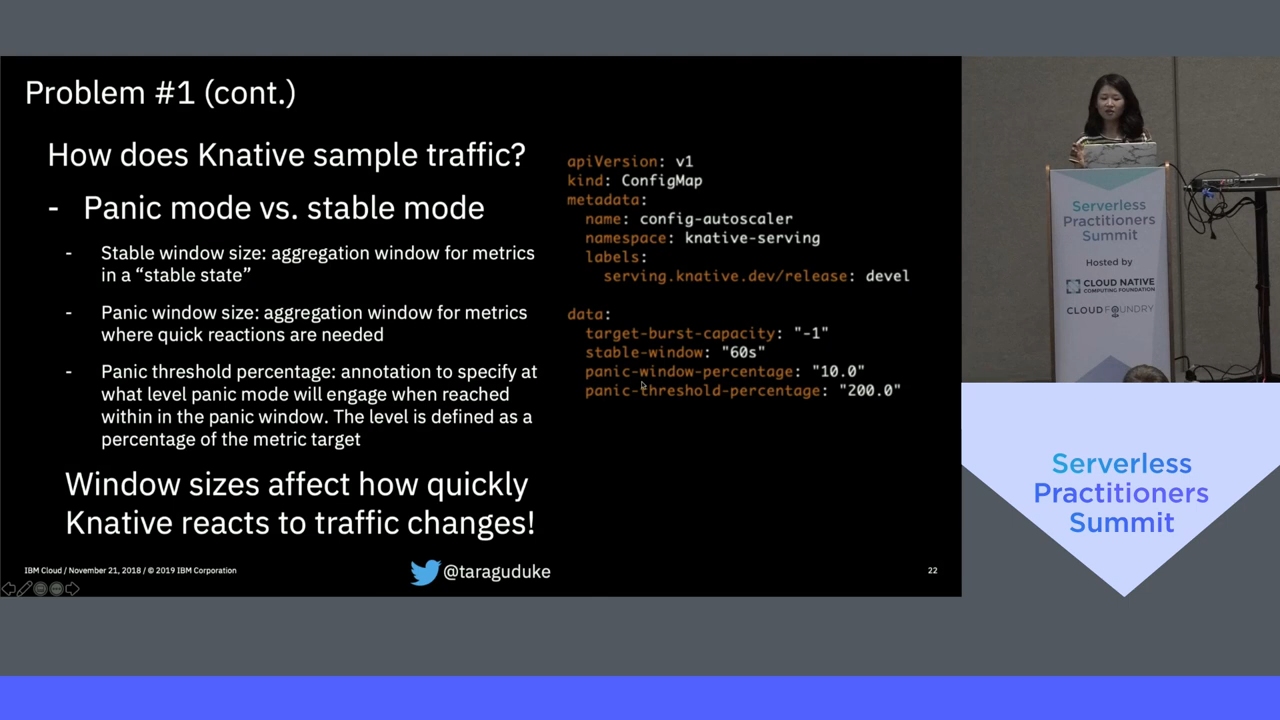 Problem #1 (cont.)
How does Knative sample traffic?
- Panic mode vs. stable mode
- Stable window size: aggregation window for metrics
in a “stable state”
- Panic window size: aggregation window for metrics
where quick reactions are needed
- Panic threshold percentage: annotation to specify at
what level panic mode will engage when reached
within in the panic window. The level is defined as a
percentage of the metric target
Window sizes affect how quickly
Knative reacts to traffic changes!
apiVersion: v1
kind: ConfigMap
metadata:
name: config-autoscaler
namespace: knative-serving
labels:
serving.knative.dev/release: devel
data:
target-burst-capacity: "-1"
stable-window: "60s"
panic-window-percentage: "10.0"
panic-threshold-percentage: "200.0"
IBM Cloud / November 21, 2018 / © 2019 IBM Corporation
@taraguduke
22
Serverless
Practitioners
Summit
Hosted by
CLOUD NATIVE
COMPUTING FOUNDATION
CLOUD FOUNDRY
Serverless
Practitioners
Summit